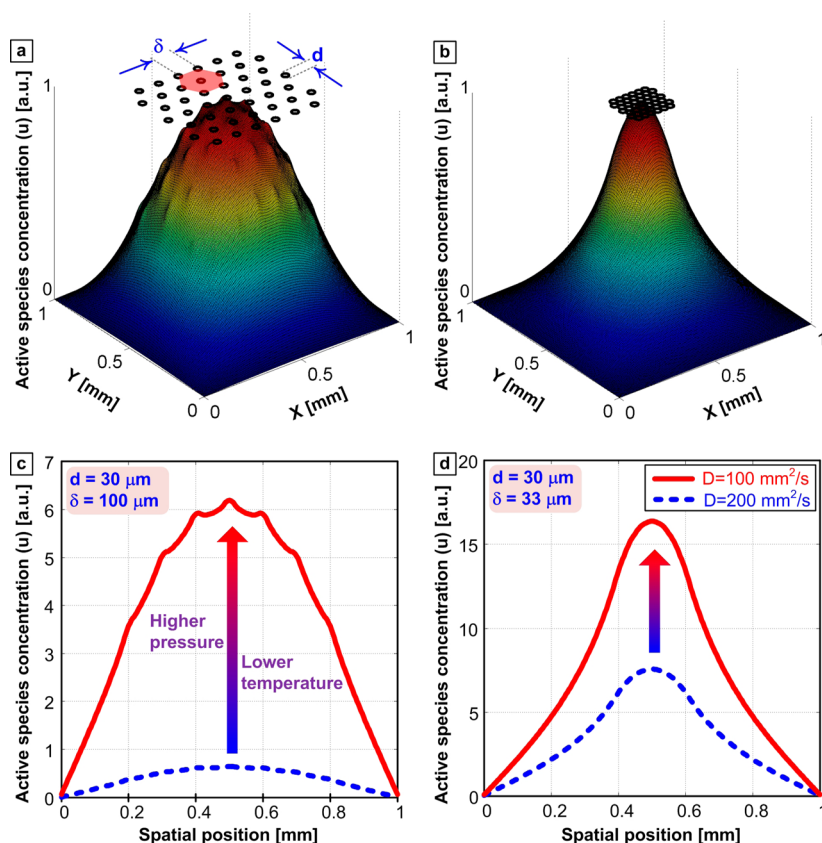 a
δ
d
Active species concentration (u) [a.u.]
1
0
1
0.5
0
Y [mm]
0
0.5
1
X [mm]
b
Active species concentration (u) [a.u.]
1
0
1
0.5
0
Y [mm]
0
0.5
1
X [mm]
c
d = 30 μm
δ = 100 μm
Active species concentration (u) [a.u.]
7
6
5
4
3
2
1
0
Higher
pressure
Lower
temperature
0 0.2 0.4 0.6 0.8 1
Spatial position [mm]
d
d = 30 μm
δ = 33 μm
D=100 mm²/s
D=200 mm²/s
Active species concentration (u) [a.u.]
20
15
10
5
0
0 0.2 0.4 0.6 0.8 1
Spatial position [mm]